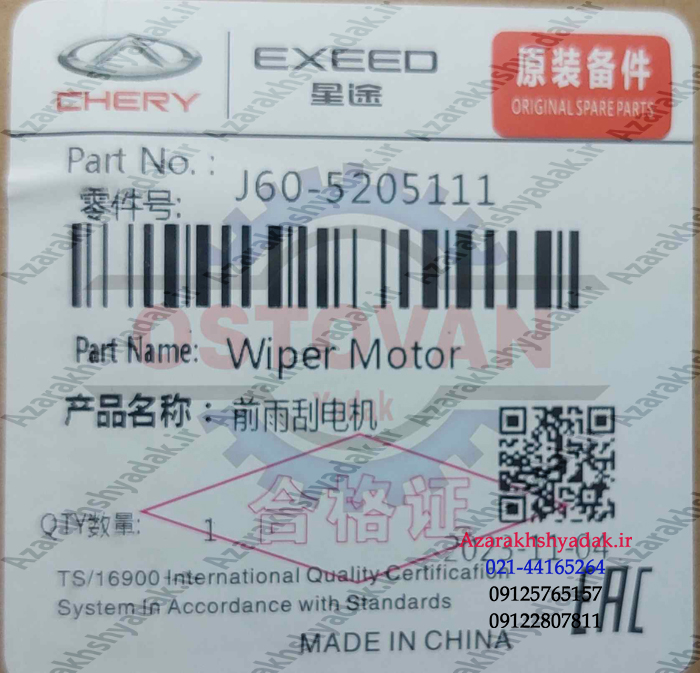 CHERY
EXEED
星途
原装备件
ORIGINAL SPARE PARTS
Part No.:
零件号:
J60-5205111
OSTOVAN
Part Name: Wiper Motor
Yadak
产品名称: 前雨刮电机
合格证
QTY数量: 1
Azarakhshyadak.ir
021-44165264
TS/16900 International Quality Certification
09125765157
System In Accordance with Standards
EAC
09122807811
MADE IN CHINA